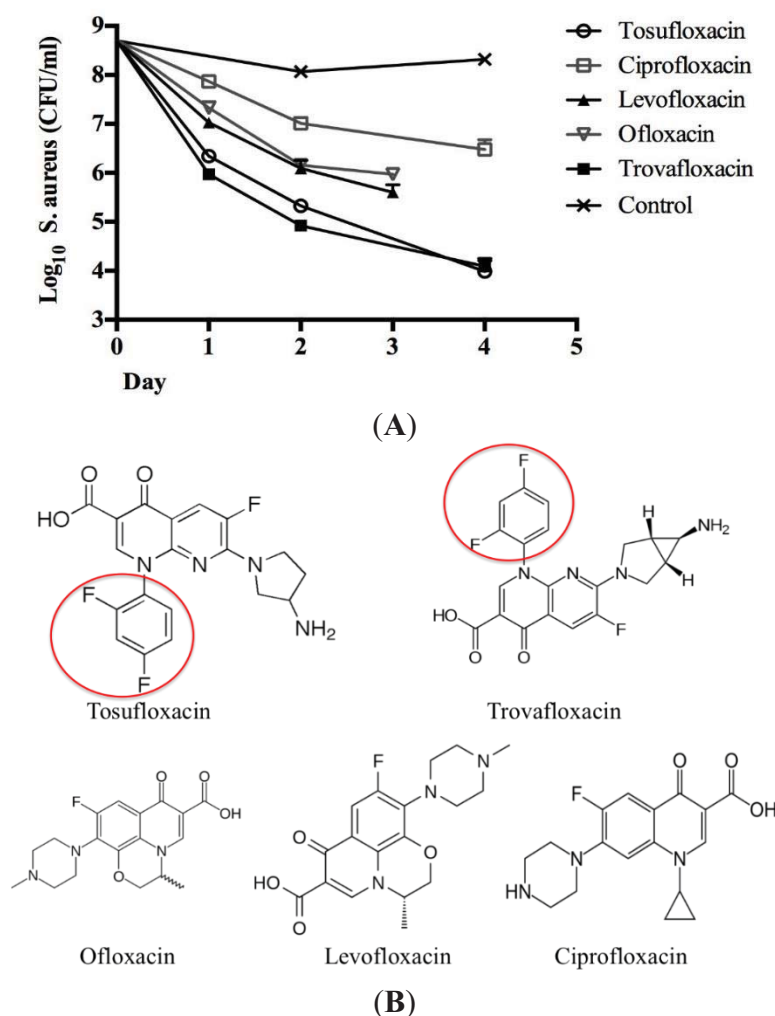 Log10 S. aureus (CFU/ml)
9
8
7
6
5
4
3
0
1
2
3
4
5
Day
Tosufloxacin
Ciprofloxacin
Levofloxacin
Ofloxacin
Trovafloxacin
Control
(A)
O
O
HO
F
N
N
N
F
F
NH2
Tosufloxacin
F
F
H
NH2
N
N
N
H
HO
O
O
F
Trovafloxacin
O
O
F
OH
N
N
N
O
Ofloxacin
F
N
N
O
O
HO
N
O
Levofloxacin
O
O
F
OH
N
N
HN
Ciprofloxacin
(B)